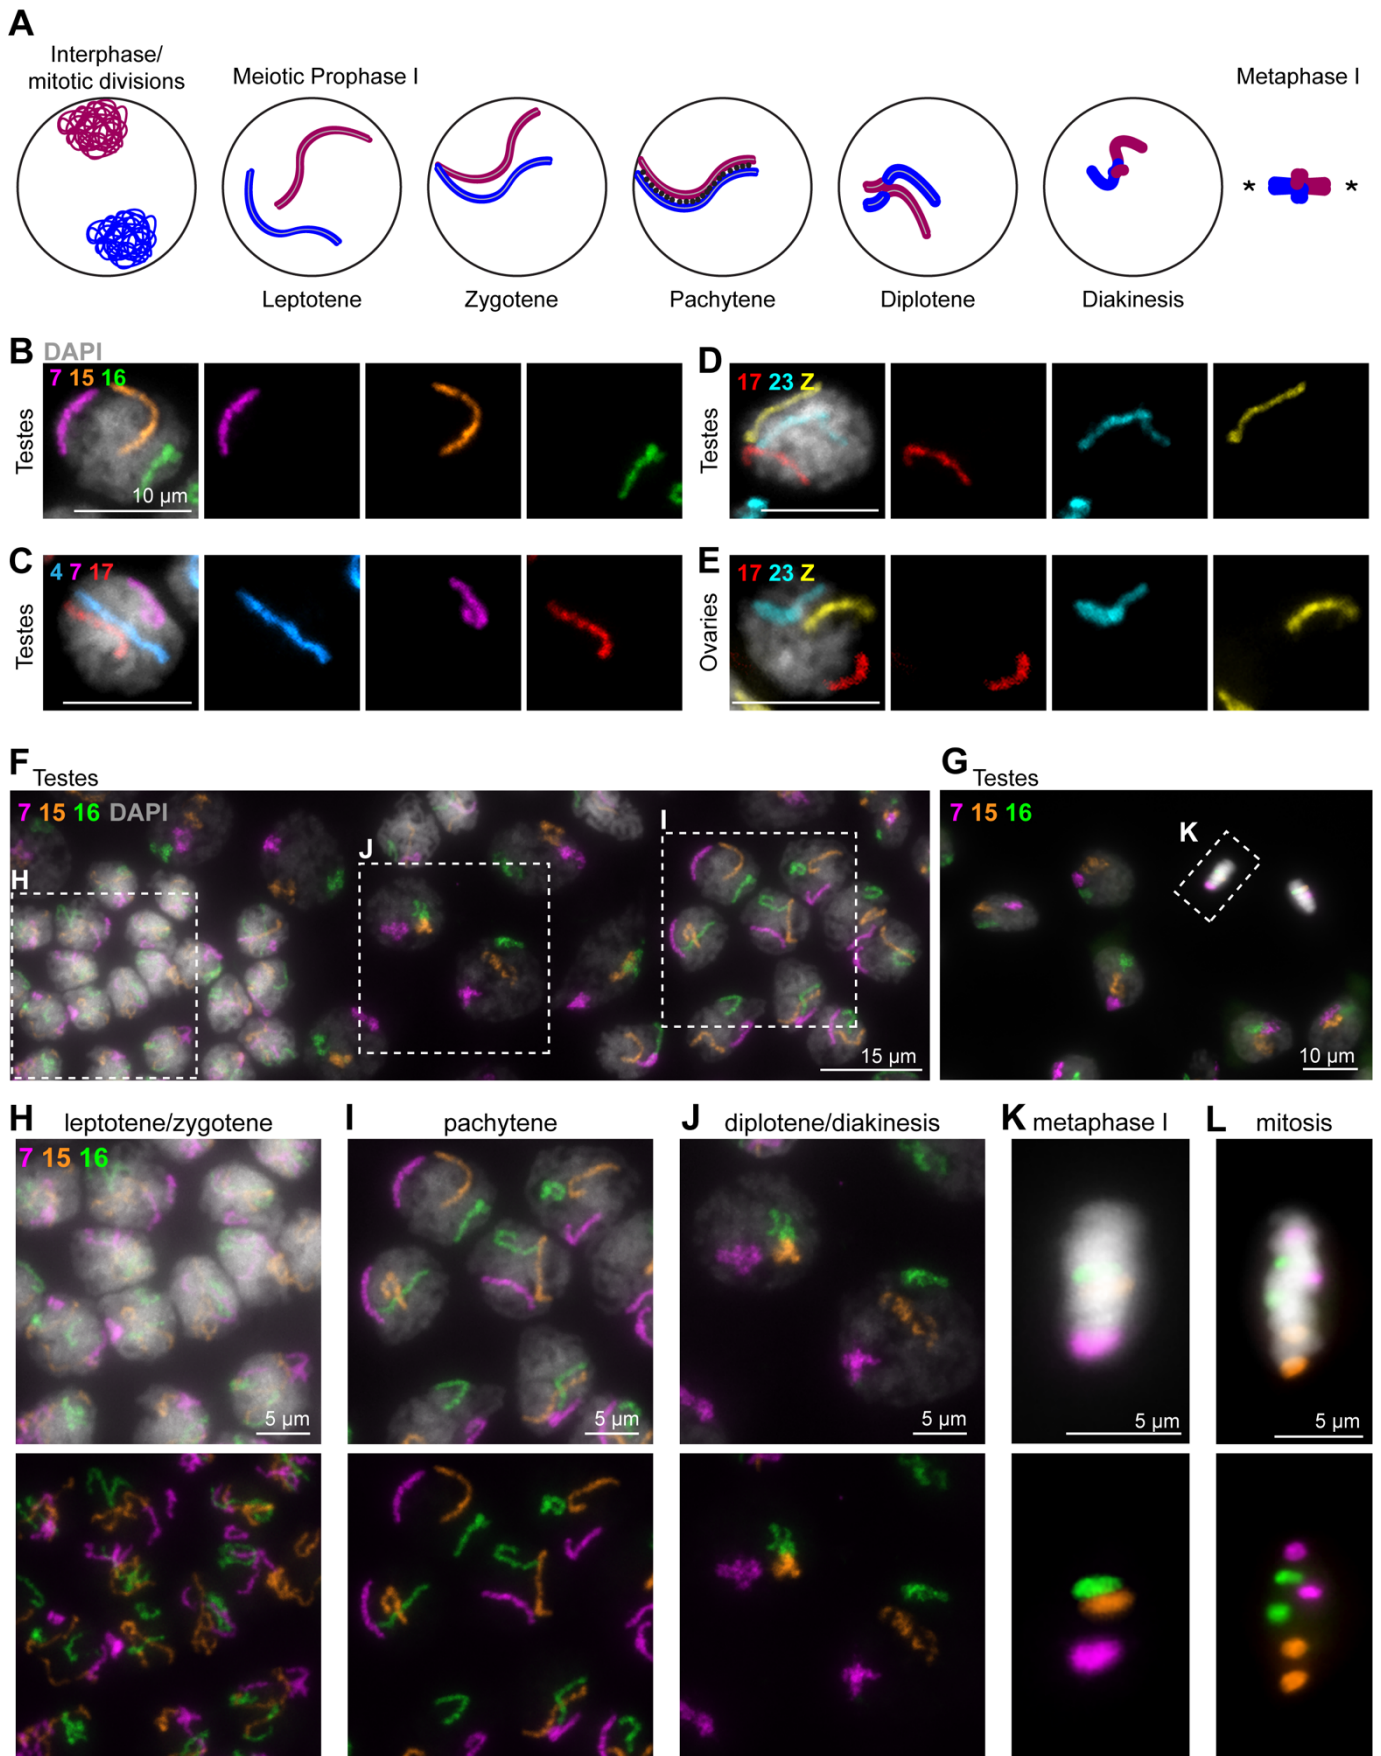 A
Interphase/
mitotic divisions
Meiotic Prophase I
Metaphase I
* *
Leptotene
Zygotene
Pachytene
Diplotene
Diakinesis
B DAPI
7 15 16
Testes
10 µm
D
17 23 Z
Testes
C
4 7 17
Testes
E
17 23 Z
Ovaries
F Testes
7 15 16 DAPI
H
J
I
15 µm
G Testes
7 15 16
K
10 µm
H leptotene/zygotene
7 15 16
5 µm
I pachytene
5 µm
J diplotene/diakinesis
5 µm
K metaphase I
5 µm
L mitosis
5 µm